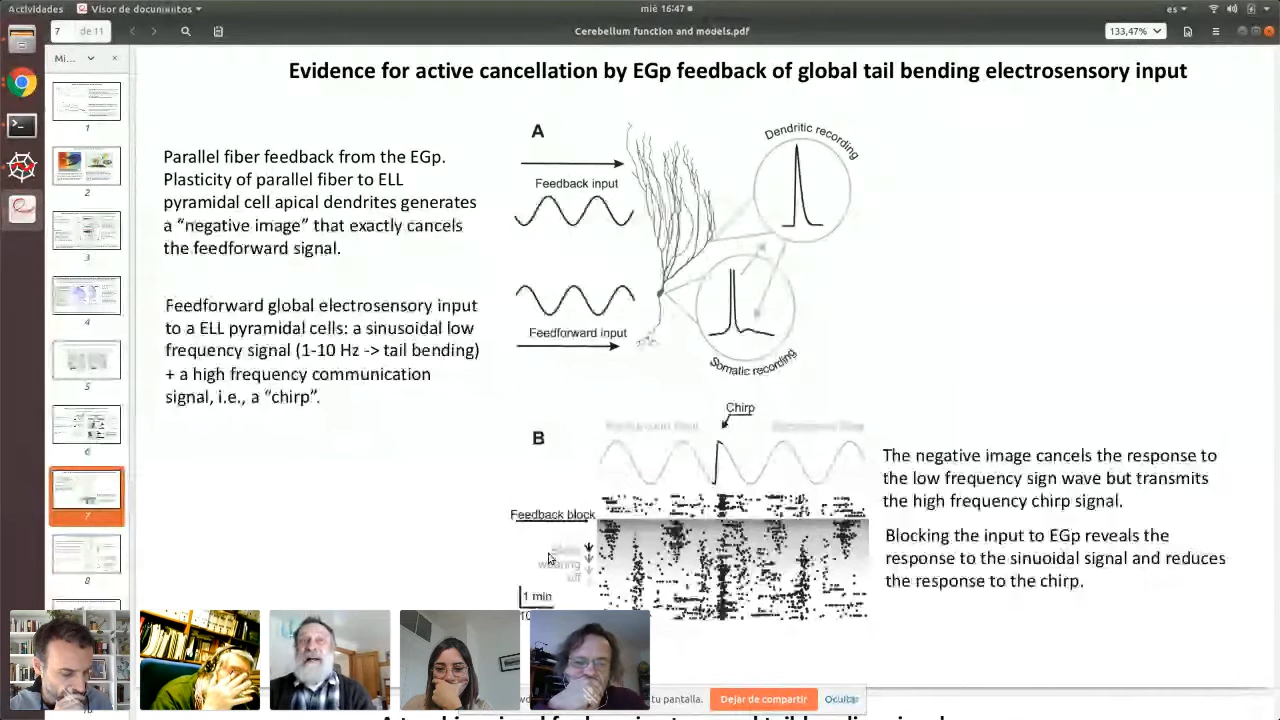 Actividades
Visor de documentos
mié 16:47
es
7
de 11
Cerebellum function and models.pdf
133,47%
Mi...
1
2
3
4
5
6
7
8
Evidence for active cancellation by EGp feedback of global tail bending electrosensory input
Parallel fiber feedback from the EGp.
Plasticity of parallel fiber to ELL
pyramidal cell apical dendrites generates
a “negative image” that exactly cancels
the feedforward signal.
Feedforward global electrosensory input
to a ELL pyramidal cells: a sinusoidal low
frequency signal (1-10 Hz -> tail bending)
+ a high frequency communication
signal, i.e., a “chirp”.
A
Feedback input
Feedforward input
Dendritic recording
Somatic recording
B
Chirp
Feedback block
wearing
off
1 min
The negative image cancels the response to
the low frequency sign wave but transmits
the high frequency chirp signal.
Blocking the input to EGp reveals the
response to the sinuoidal signal and reduces
the response to the chirp.
tu pantalla.
Dejar de compartir
Ocultar